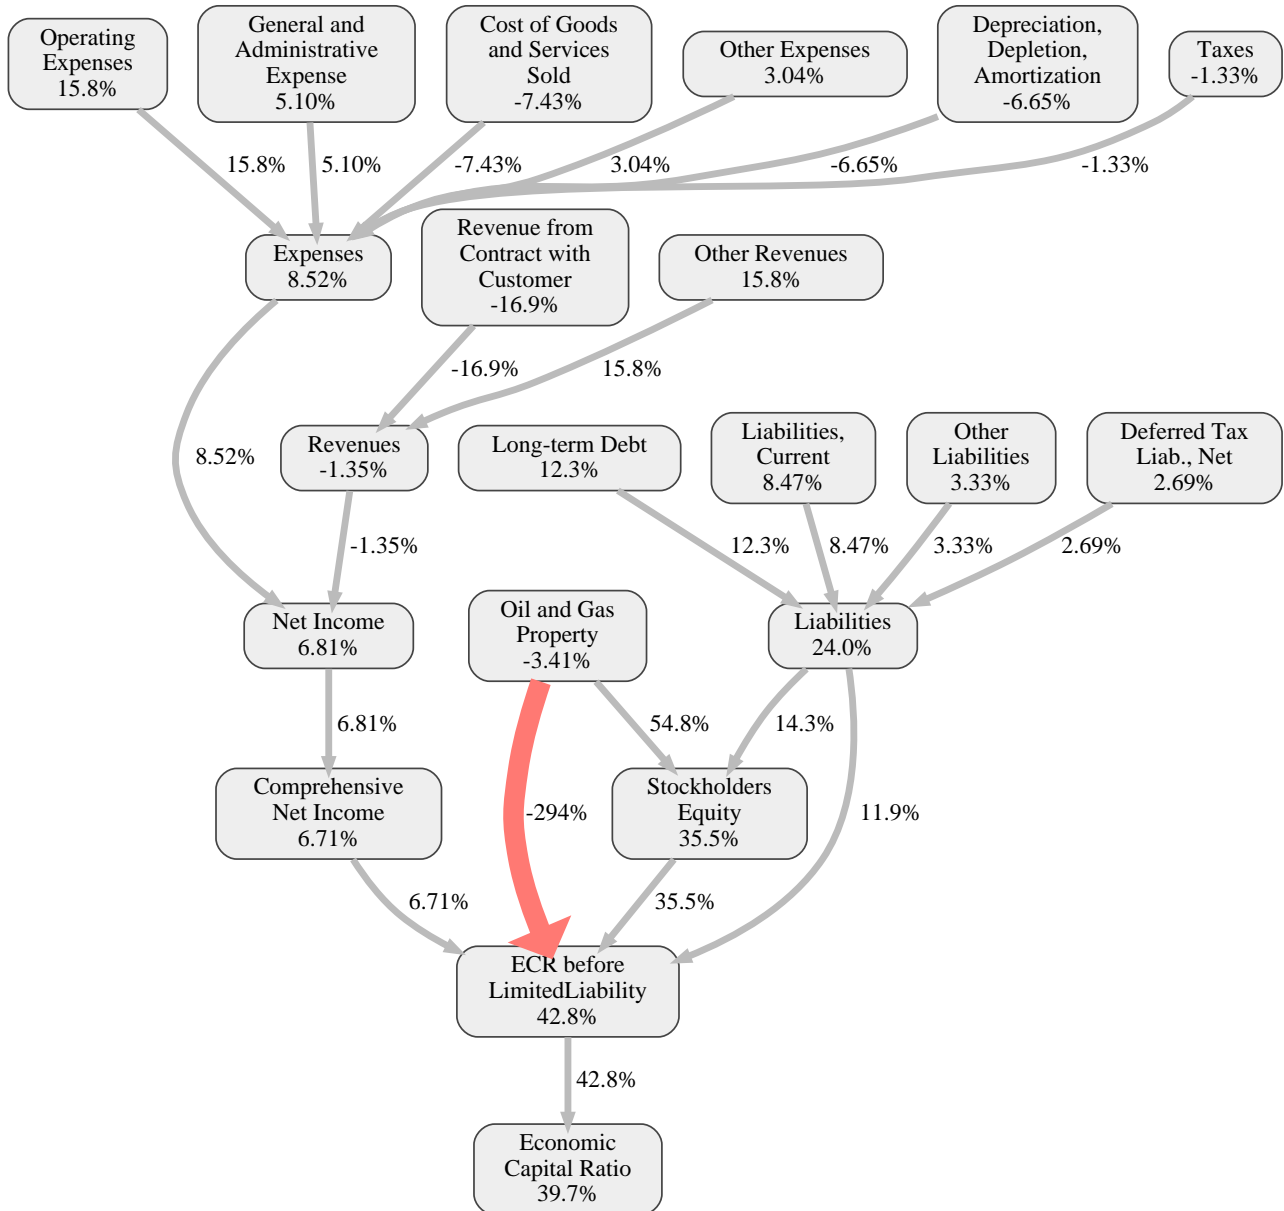 Operating
Expenses
15.8%
General and
Administrative
Expense
5.10%
Cost of Goods
and Services
Sold
-7.43%
Other Expenses
3.04%
Depreciation,
Depletion,
Amortization
-6.65%
Taxes
-1.33%
15.8%
5.10%
-7.43%
3.04%
-6.65%
-1.33%
Expenses
8.52%
Revenue from
Contract with
Customer
-16.9%
Other Revenues
15.8%
-16.9%
15.8%
8.52%
Revenues
-1.35%
Long-term Debt
12.3%
Liabilities,
Current
8.47%
Other
Liabilities
3.33%
Deferred Tax
Liab., Net
2.69%
-1.35%
12.3%
8.47%
3.33%
2.69%
Net Income
6.81%
Oil and Gas
Property
-3.41%
Liabilities
24.0%
6.81%
54.8%
14.3%
Comprehensive
Net Income
6.71%
-294%
Stockholders
Equity
35.5%
11.9%
6.71%
35.5%
ECR before
LimitedLiability
42.8%
42.8%
Economic
Capital Ratio
39.7%